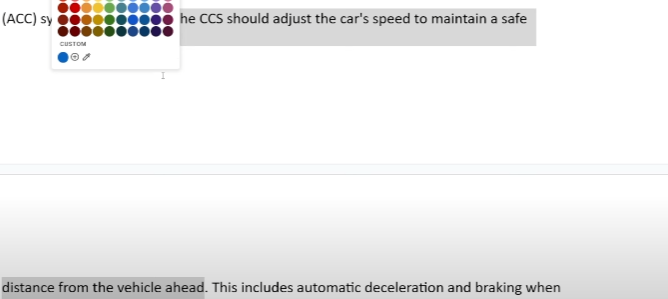 (ACC) sy he CCS should adjust the car's speed to maintain a safe
CUSTOM
distance from the vehicle ahead. This includes automatic deceleration and braking when